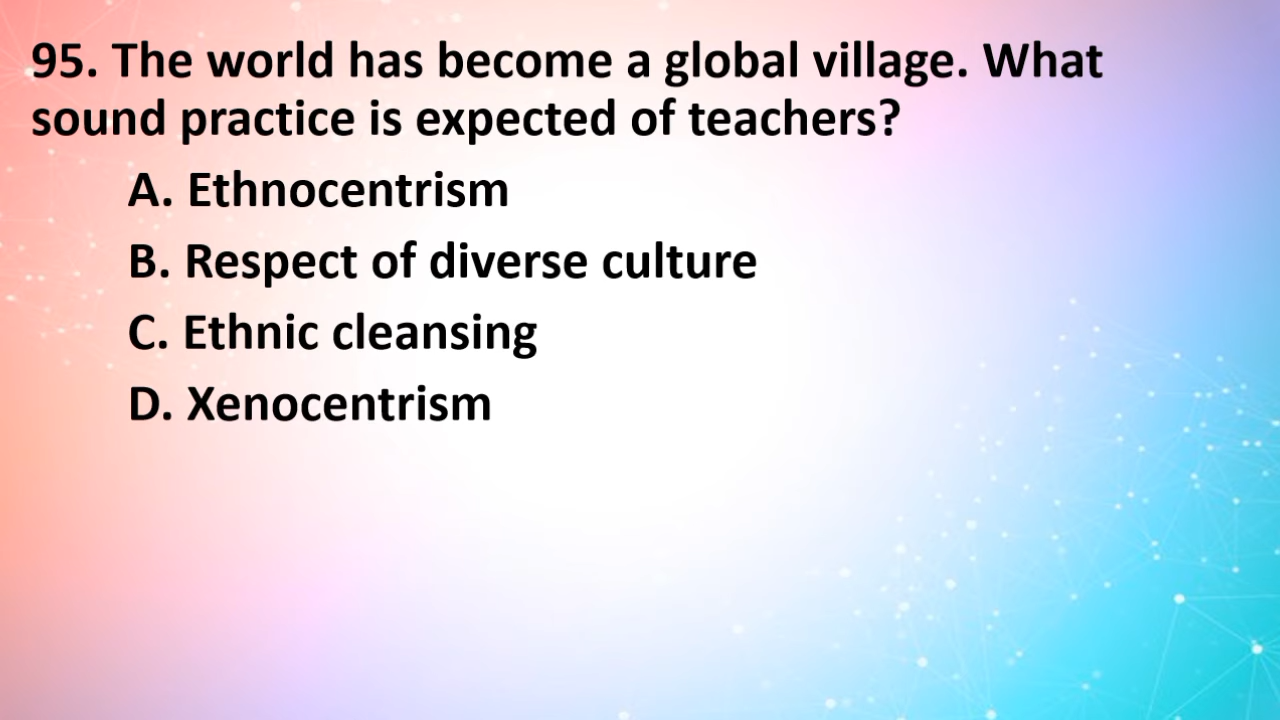 95. The world has become a global village. What
sound practice is expected of teachers?
A. Ethnocentrism
B. Respect of diverse culture
C. Ethnic cleansing
D. Xenocentrism